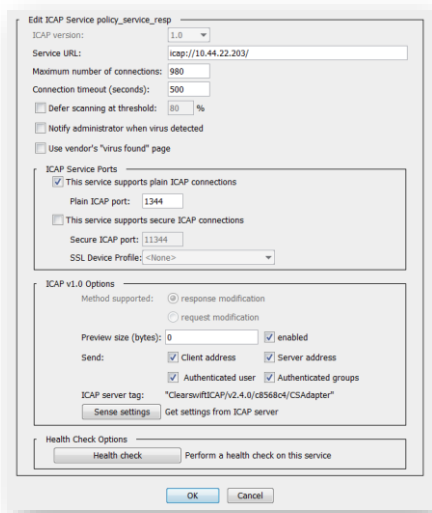 Edit ICAP Service policy_service_resp
ICAP version: 1.0
Service URL: icap://10.44.22.203/
Maximum number of connections: 980
Connection timeout (seconds): 500
Defer scanning at threshold: 80 %
Notify administrator when virus detected
Use vendor's "virus found" page
ICAP Service Ports
This service supports plain ICAP connections
Plain ICAP port: 1344
This service supports secure ICAP connections
Secure ICAP port: 11344
SSL Device Profile: <None>
ICAP v1.0 Options
Method supported: response modification
request modification
Preview size (bytes): 0 enabled
Send: Client address Server address
Authenticated user Authenticated groups
ICAP server tag: "ClearswiftICAP/v2.4.0/c8568c4/CSAdapter"
Sense settings Get settings from ICAP server
Health Check Options
Health check Perform a health check on this service
OK Cancel